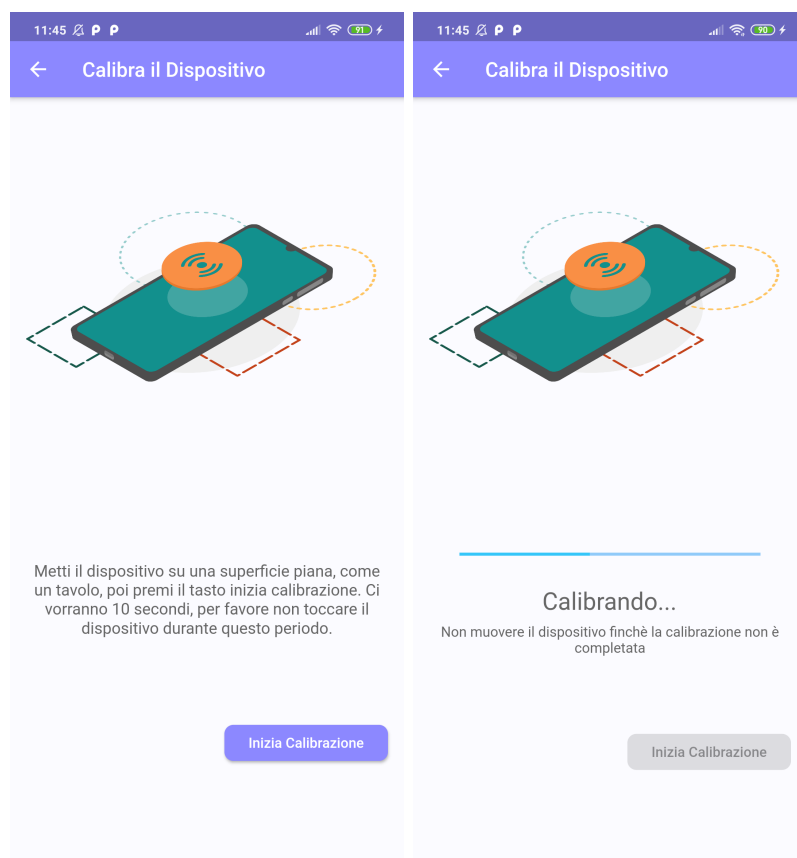 11:45
91
Calibra il Dispositivo
Metti il dispositivo su una superficie piana, come
un tavolo, poi premi il tasto inizia calibrazione. Ci
vorranno 10 secondi, per favore non toccare il
dispositivo durante questo periodo.
Inizia Calibrazione
11:45
90
Calibra il Dispositivo
Calibrando...
Non muovere il dispositivo finchè la calibrazione non è
completata
Inizia Calibrazione